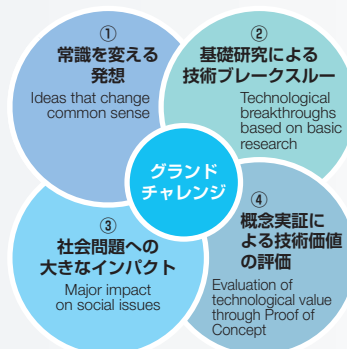 ①
常識を変える
発想
Ideas that change
common sense
②
基礎研究による
技術ブレークスルー
Technological
breakthroughs
based on basic
research
グランド
チャレンジ
③
社会問題への
大きなインパクト
Major impact
on social issues
④
概念実証に
よる技術価値
の評価
Evaluation of
technological value
through Proof of
Concept